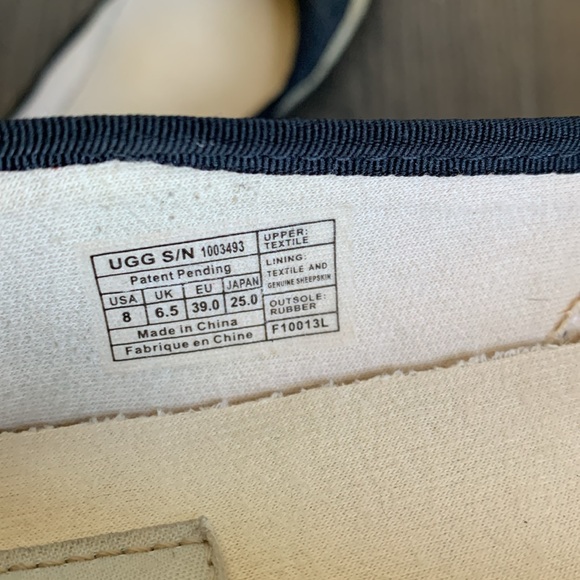 UGG S/N 1003493
Patent Pending
USA UK EU JAPAN
8 6.5 39.0 25.0
Made in China
Fabrique en Chine
UPPER:
TEXTILE
LINING:
TEXTILE AND
GENUINE SHEEPSKIN
OUTSOLE:
RUBBER
F10013L